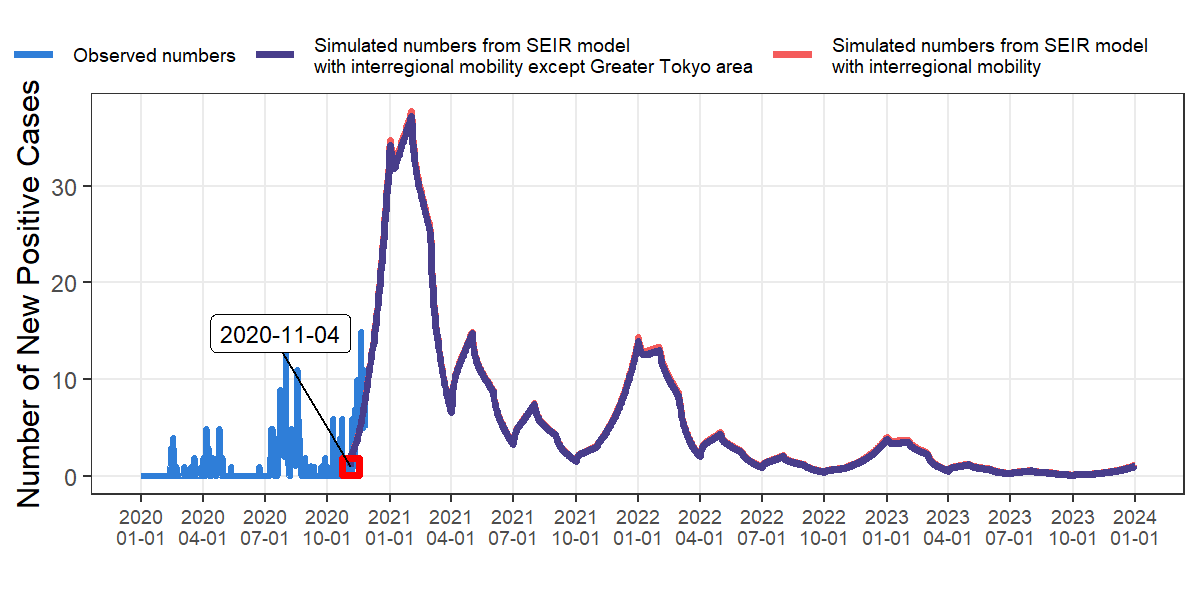 Observed numbers
Simulated numbers from SEIR model
with interregional mobility except Greater Tokyo area
Simulated numbers from SEIR model
with interregional mobility
Number of New Positive Cases
30
20
10
0
2020-11-04
2020 2020 2020 2020 2021 2021 2021 2021 2022 2022 2022 2022 2023 2023 2023 2023 2024
01-01 04-01 07-01 10-01 01-01 04-01 07-01 10-01 01-01 04-01 07-01 10-01 01-01 04-01 07-01 10-01 01-01